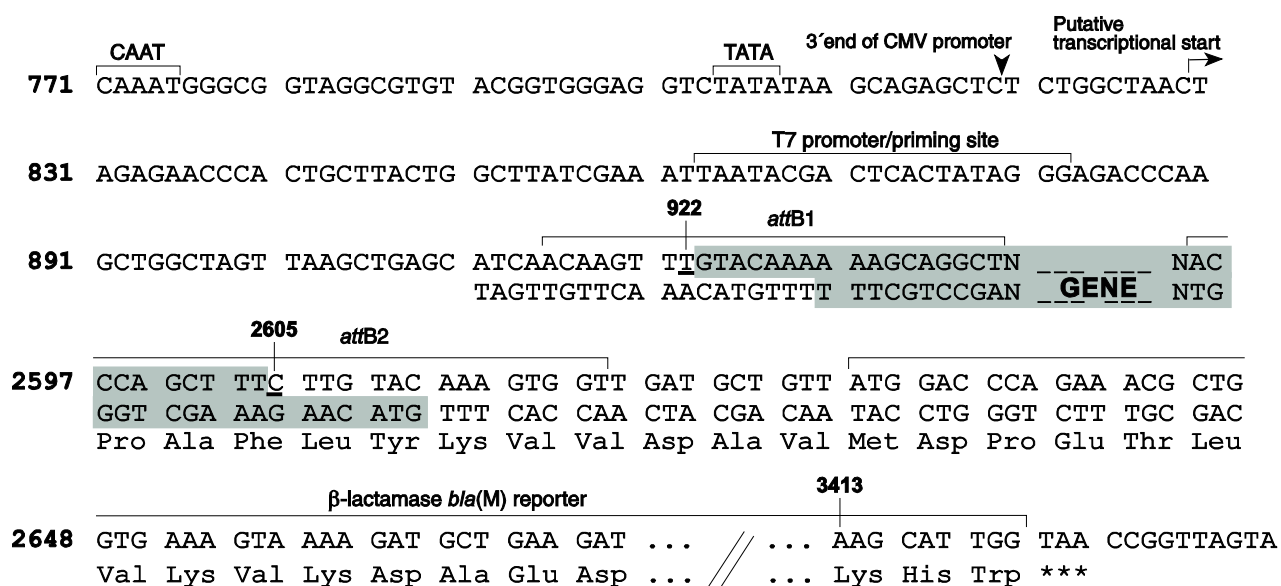 CAAT TATA 3´end of CMV promoter Putative transcriptional start
771 CAAATGGGCG GTAGGCGTGT ACGGTGGGAG GTCTATATAA GCAGAGCTCT CTGGCTAACT
T7 promoter/priming site
831 AGAGAACCCA CTGCTTACTG GCTTATCGAAA ATTAATACGA CTCACTATAG GGAGACCCAA
922 attB1
891 GCTGGCTAGT TAAGCTGAGC ATCAACAAGT TTGTACAAAA AAGCAGGCTN ___ ___ NAC
TAGTTGTTCA AACATGTTTT TTCGTCCGAN ___ GENE ___ NTG
2605 attB2
2597 CCA GCT TTC TTG TAC AAA GTG GTT GAT GCT GTT ATG GAC CCA GAA ACG CTG
GGT CGA AAG AAC ATG TTT CAC CAA CTA CGA CAA TAC CTG GGT CTT TGC GAC
Pro Ala Phe Leu Tyr Lys Val Val Asp Ala Val Met Asp Pro Glu Thr Leu
β-lactamase bla(M) reporter 3413
2648 GTG AAA GTA AAA GAT GCT GAA GAT ... // ... AAG CAT TGG TAA CCGGTTAGTA
Val Lys Val Lys Asp Ala Glu Asp ... ... Lys His Trp ***